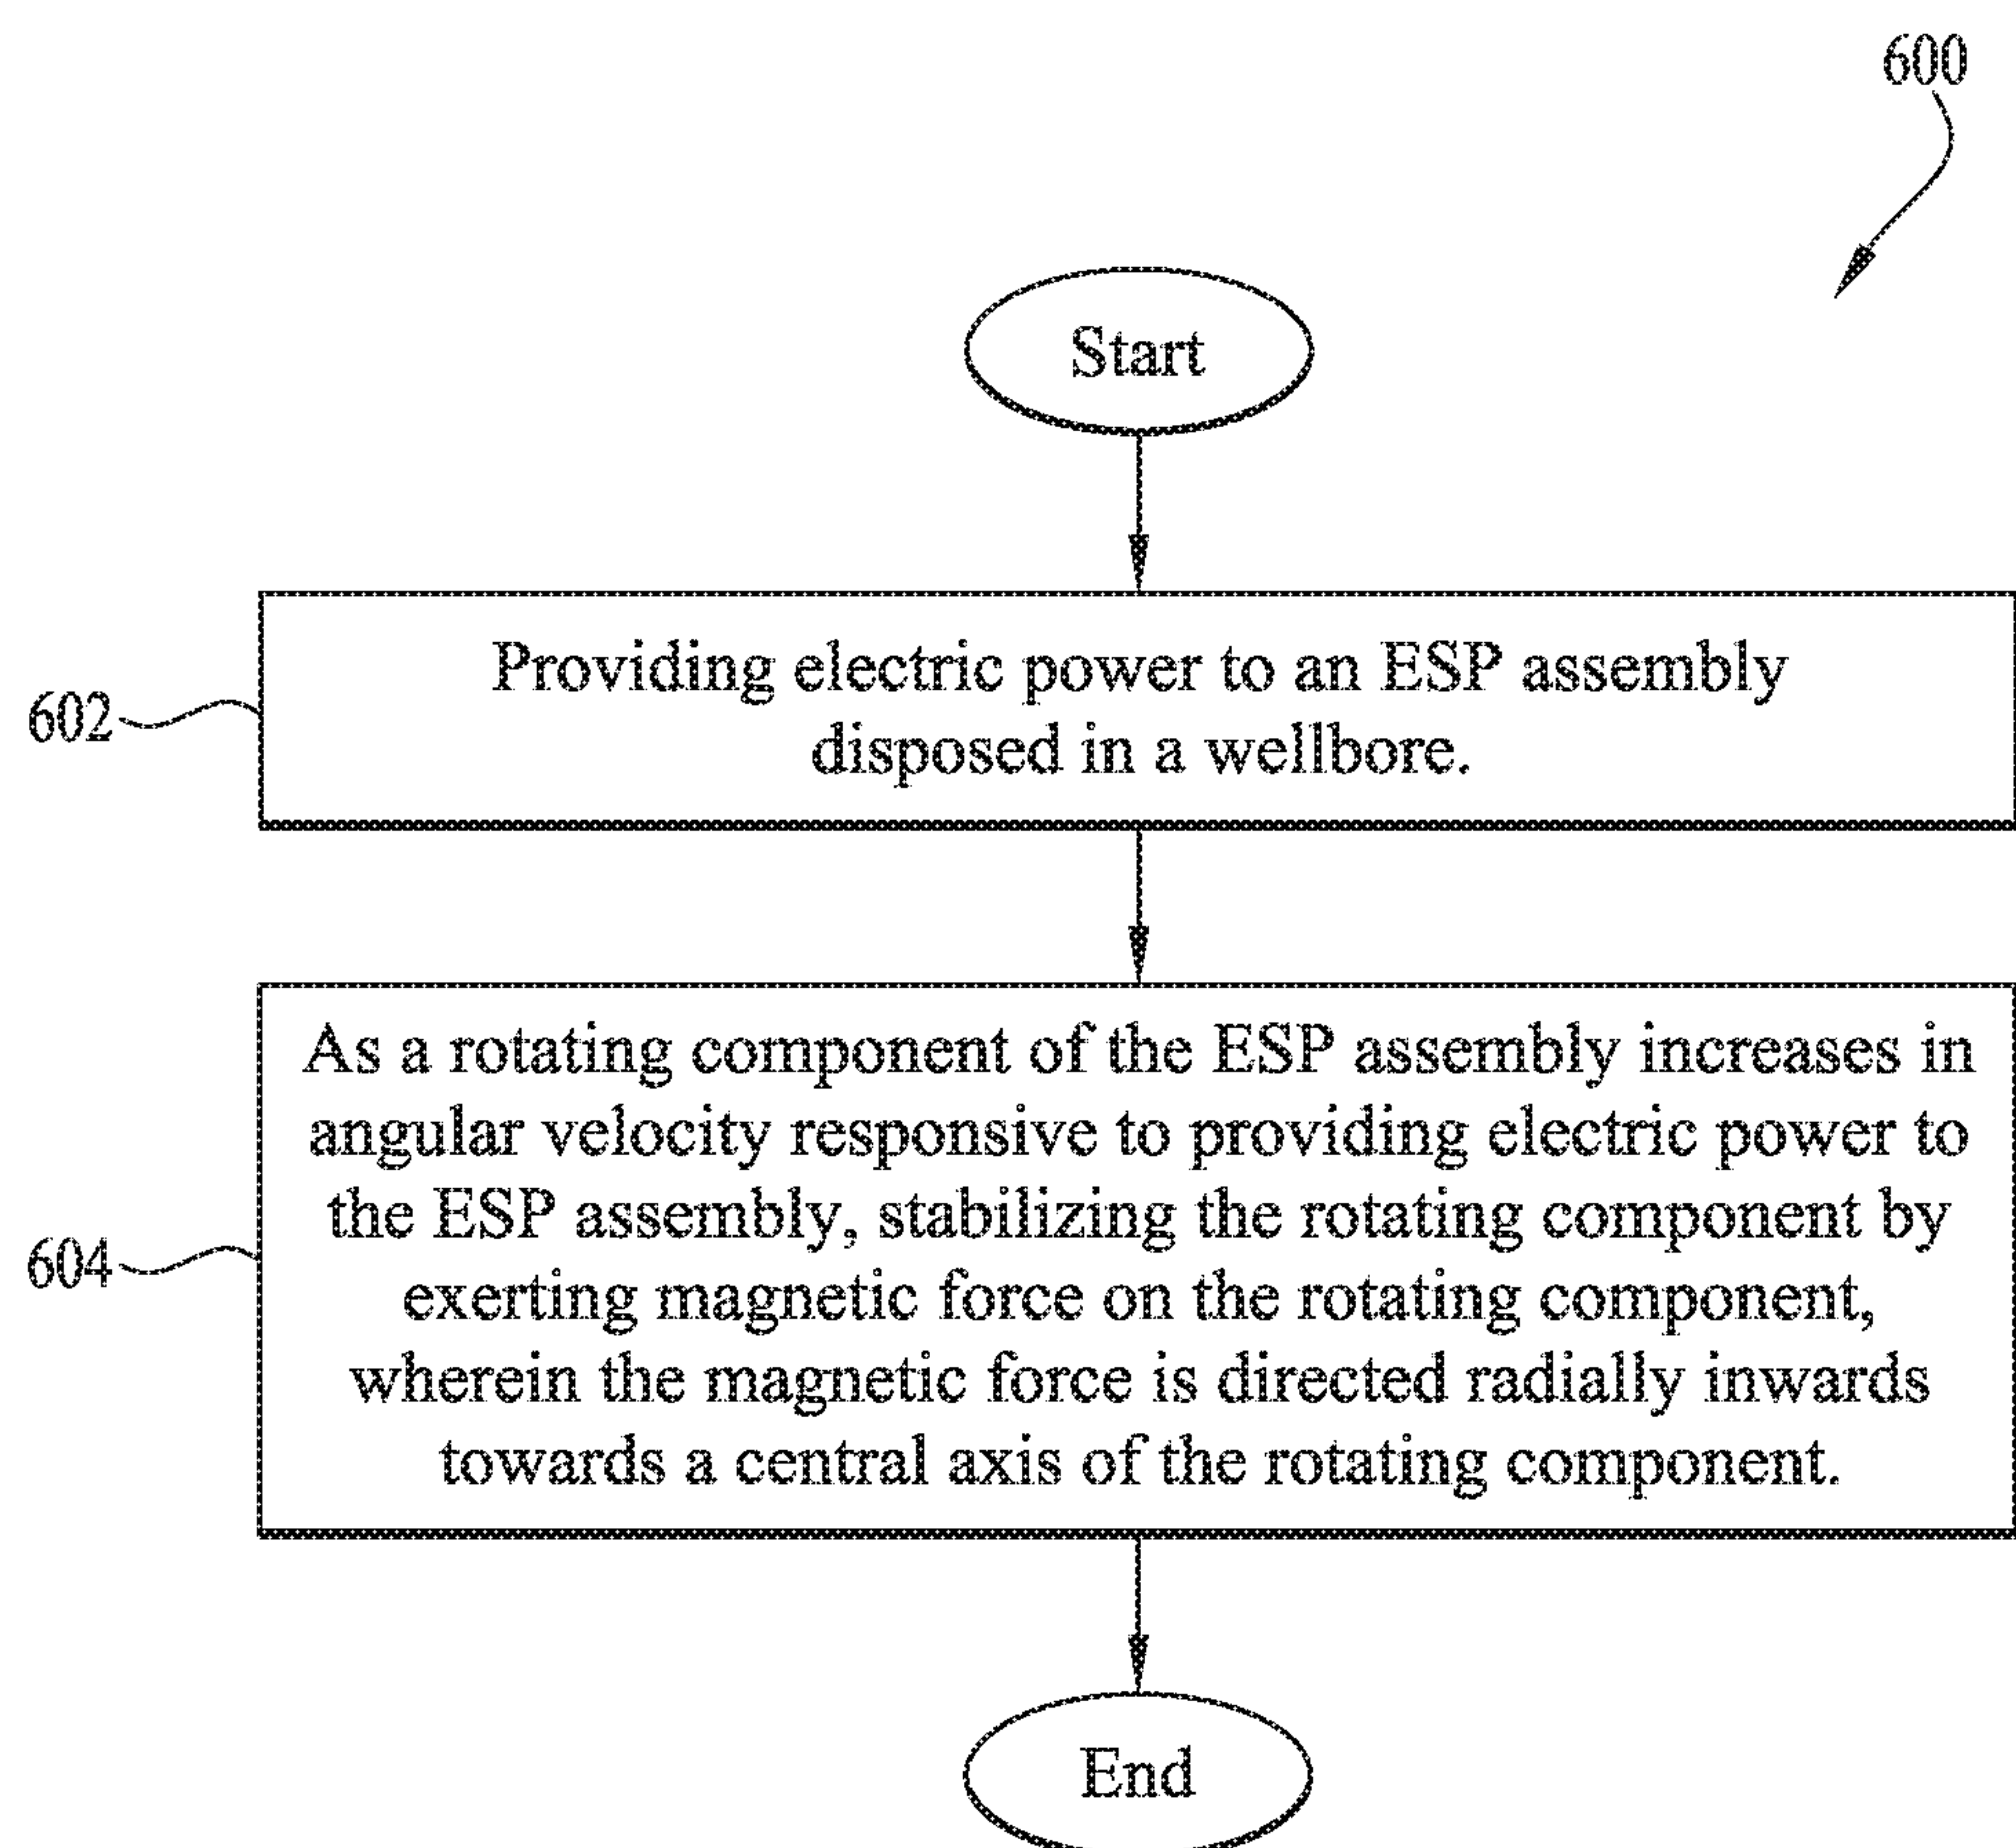 600
Start
602
Providing electric power to an ESP assembly
disposed in a wellbore.
604
As a rotating component of the ESP assembly increases in
angular velocity responsive to providing electric power to
the ESP assembly, stabilizing the rotating component by
exerting magnetic force on the rotating component,
wherein the magnetic force is directed radially inwards
towards a central axis of the rotating component.
End